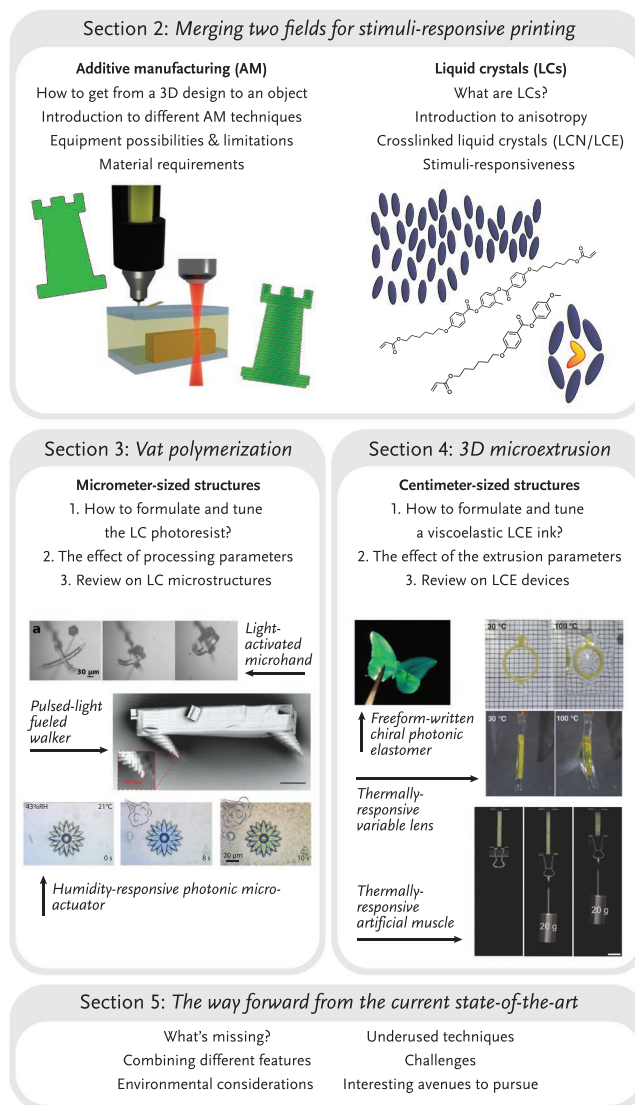 Section 2: Merging two fields for stimuli-responsive printing
Additive manufacturing (AM)
How to get from a 3D design to an object
Introduction to different AM techniques
Equipment possibilities & limitations
Material requirements
Liquid crystals (LCs)
What are LCs?
Introduction to anisotropy
Crosslinked liquid crystals (LCN/LCE)
Stimuli-responsiveness
Section 3: Vat polymerization
Micrometer-sized structures
1. How to formulate and tune
the LC photoresist?
2. The effect of processing parameters
3. Review on LC microstructures
a
30 µm
Light-
activated
microhand
Pulsed-light
fueled
walker
43%RH
21°C
0 s
8 s
20 µm
10 s
Humidity-responsive photonic micro-
actuator
Section 4: 3D microextrusion
Centimeter-sized structures
1. How to formulate and tune
a viscoelastic LCE ink?
2. The effect of the extrusion parameters
3. Review on LCE devices
30 °C
100 °C
Freeform-written
chiral photonic
elastomer
30 °C
100 °C
Thermally-
responsive
variable lens
Thermally-
responsive
artificial muscle
20 g
20 g
Section 5: The way forward from the current state-of-the-art
What's missing?
Combining different features
Environmental considerations
Underused techniques
Challenges
Interesting avenues to pursue